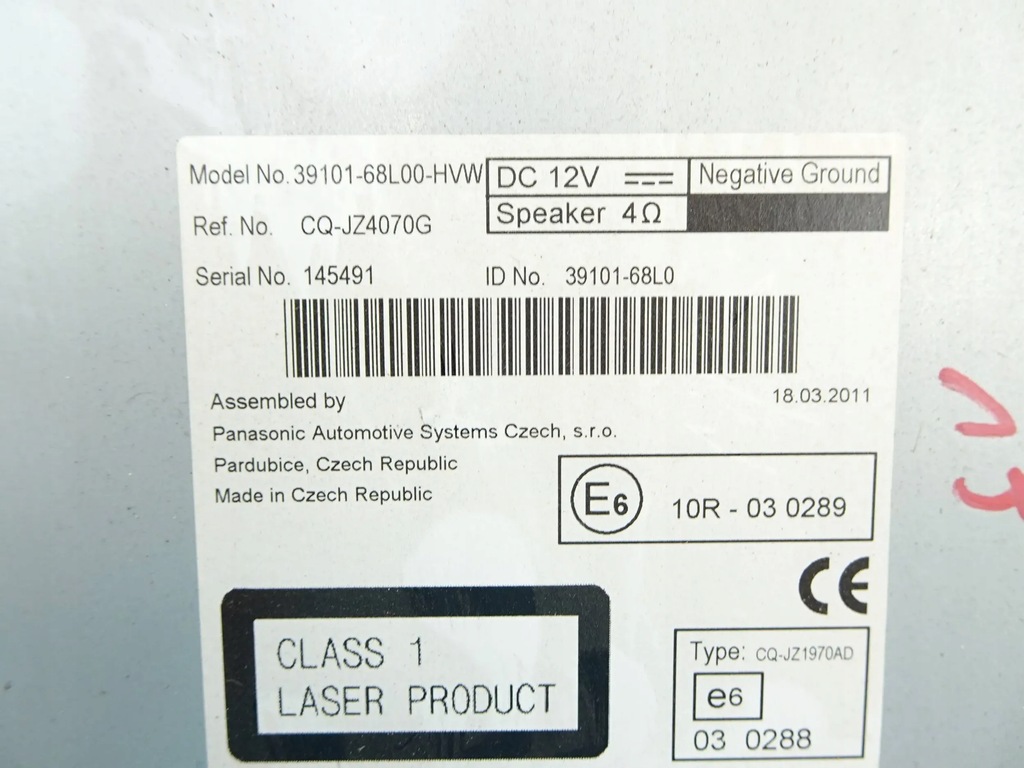 Model No. 39101-68L00-HVW
DC 12V
Negative Ground
Speaker 4Ω
Ref. No. CQ-JZ4070G
Serial No. 145491
ID No. 39101-68L0
18.03.2011
Assembled by
Panasonic Automotive Systems Czech, s.r.o.
Pardubice, Czech Republic
Made in Czech Republic
E6
10R - 03 0289
CE
CLASS 1
LASER PRODUCT
Type: CQ-JZ1970AD
e6
03 0288